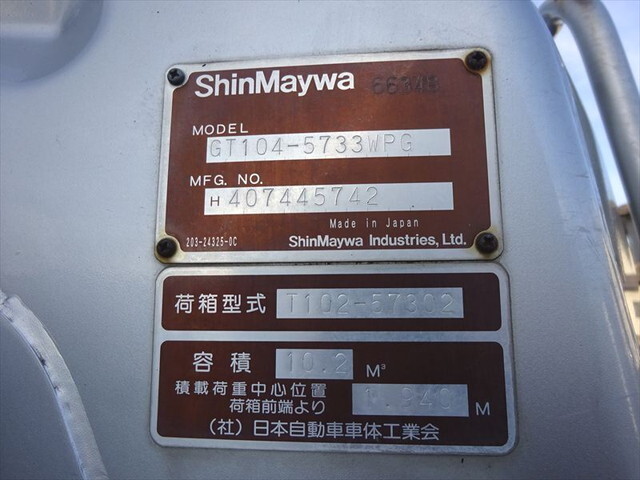 ShinMaywa
MODEL
GT104-5733WPG
MFG. NO.
H 407445742
Made in Japan
203-24325-0C
ShinMaywa Industries, Ltd.
荷箱型式 T102-57302
容積 10.2 M³
積載荷重中心位置
荷箱前端より M
(社)日本自動車車体工業会